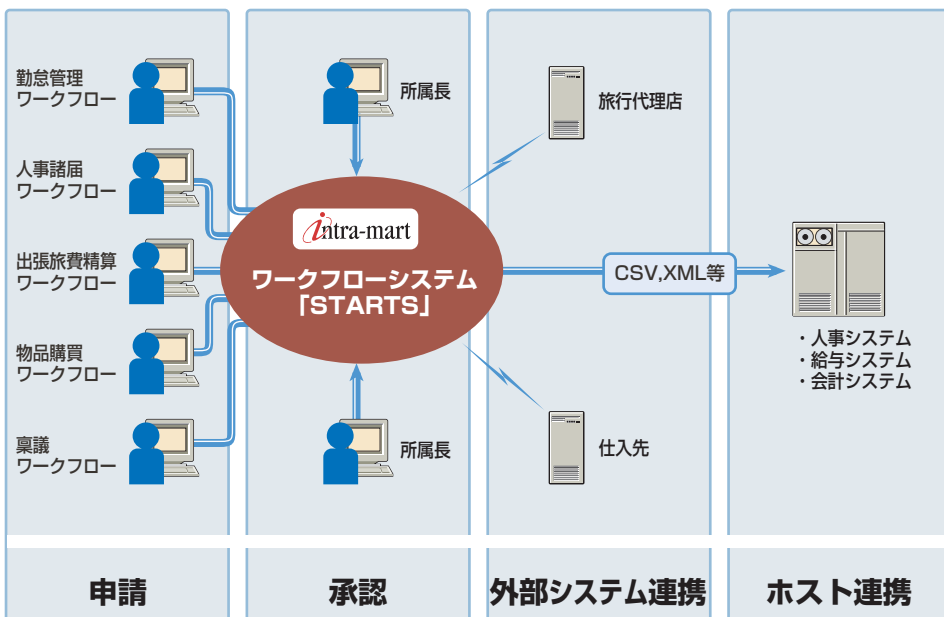 勤怠管理
ワークフロー
人事諸届
ワークフロー
出張旅費精算
ワークフロー
物品購買
ワークフロー
稟議
ワークフロー
所属長
intra-mart
ワークフローシステム
「STARTS」
所属長
旅行代理店
仕入先
CSV,XML等
・人事システム
・給与システム
・会計システム
申請
承認
外部システム連携
ホスト連携